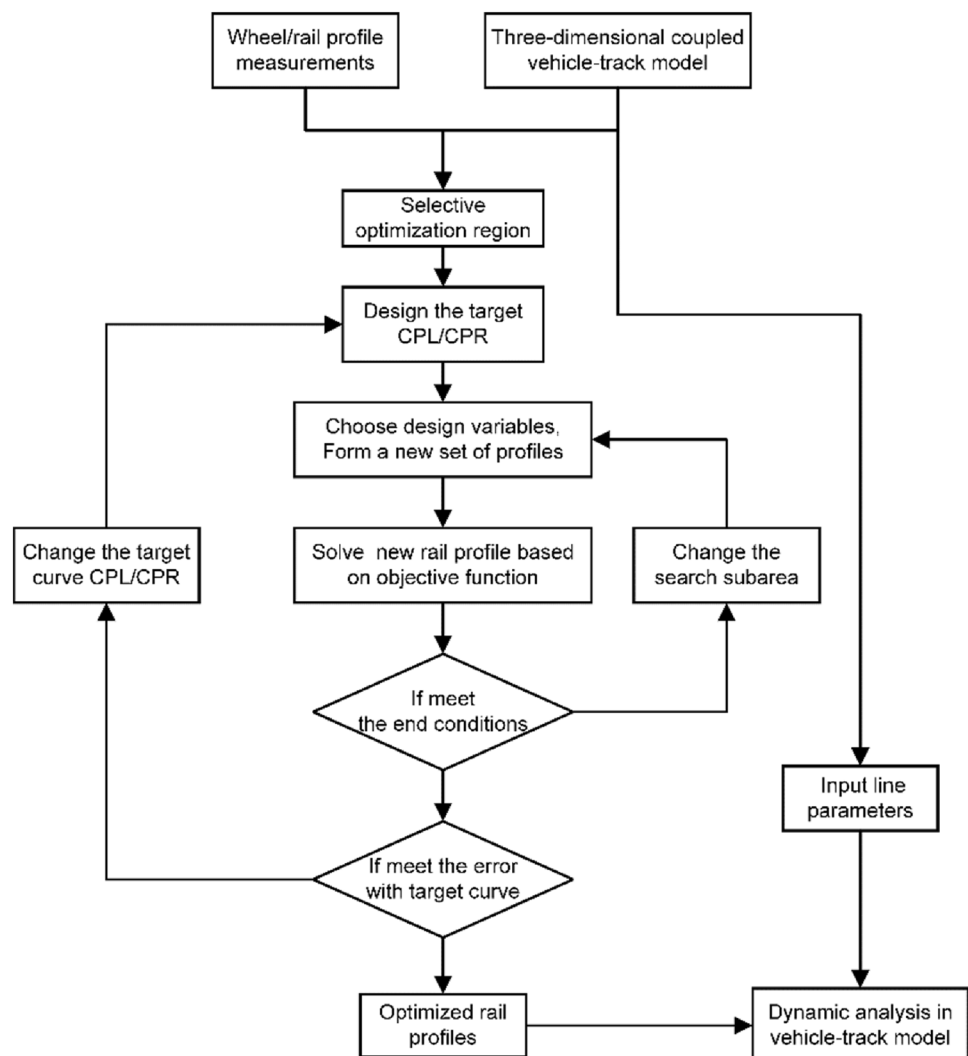 Wheel/rail profile
measurements
Three-dimensional coupled
vehicle-track model
Selective
optimization region
Design the target
CPL/CPR
Choose design variables,
Form a new set of profiles
Change the target
curve CPL/CPR
Solve new rail profile based
on objective function
Change the
search subarea
If meet
the end conditions
Input line
parameters
If meet the error
with target curve
Optimized rail
profiles
Dynamic analysis in
vehicle-track model